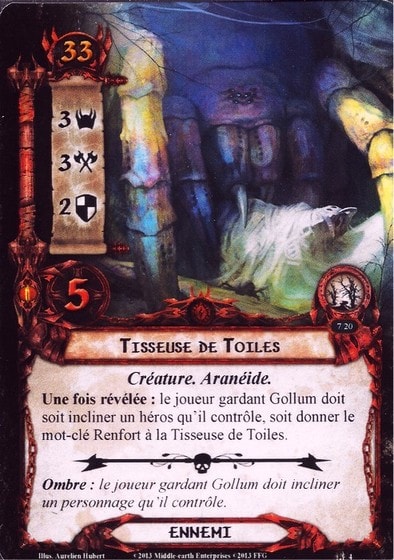 33
3
3
2
5
7/20
Tisseuse de Toiles
Créature. Aranéide.
Une fois révélée : le joueur gardant Gollum doit
soit incliner un héros qu'il contrôle, soit donner le
mot-clé Renfort à la Tisseuse de Toiles.
Ombre : le joueur gardant Gollum doit incliner
un personnage qu'il contrôle.
ENNEMI
Illus. Aurelien Hubert ©2013 Middle-earth Enterprises ©2013 FFG